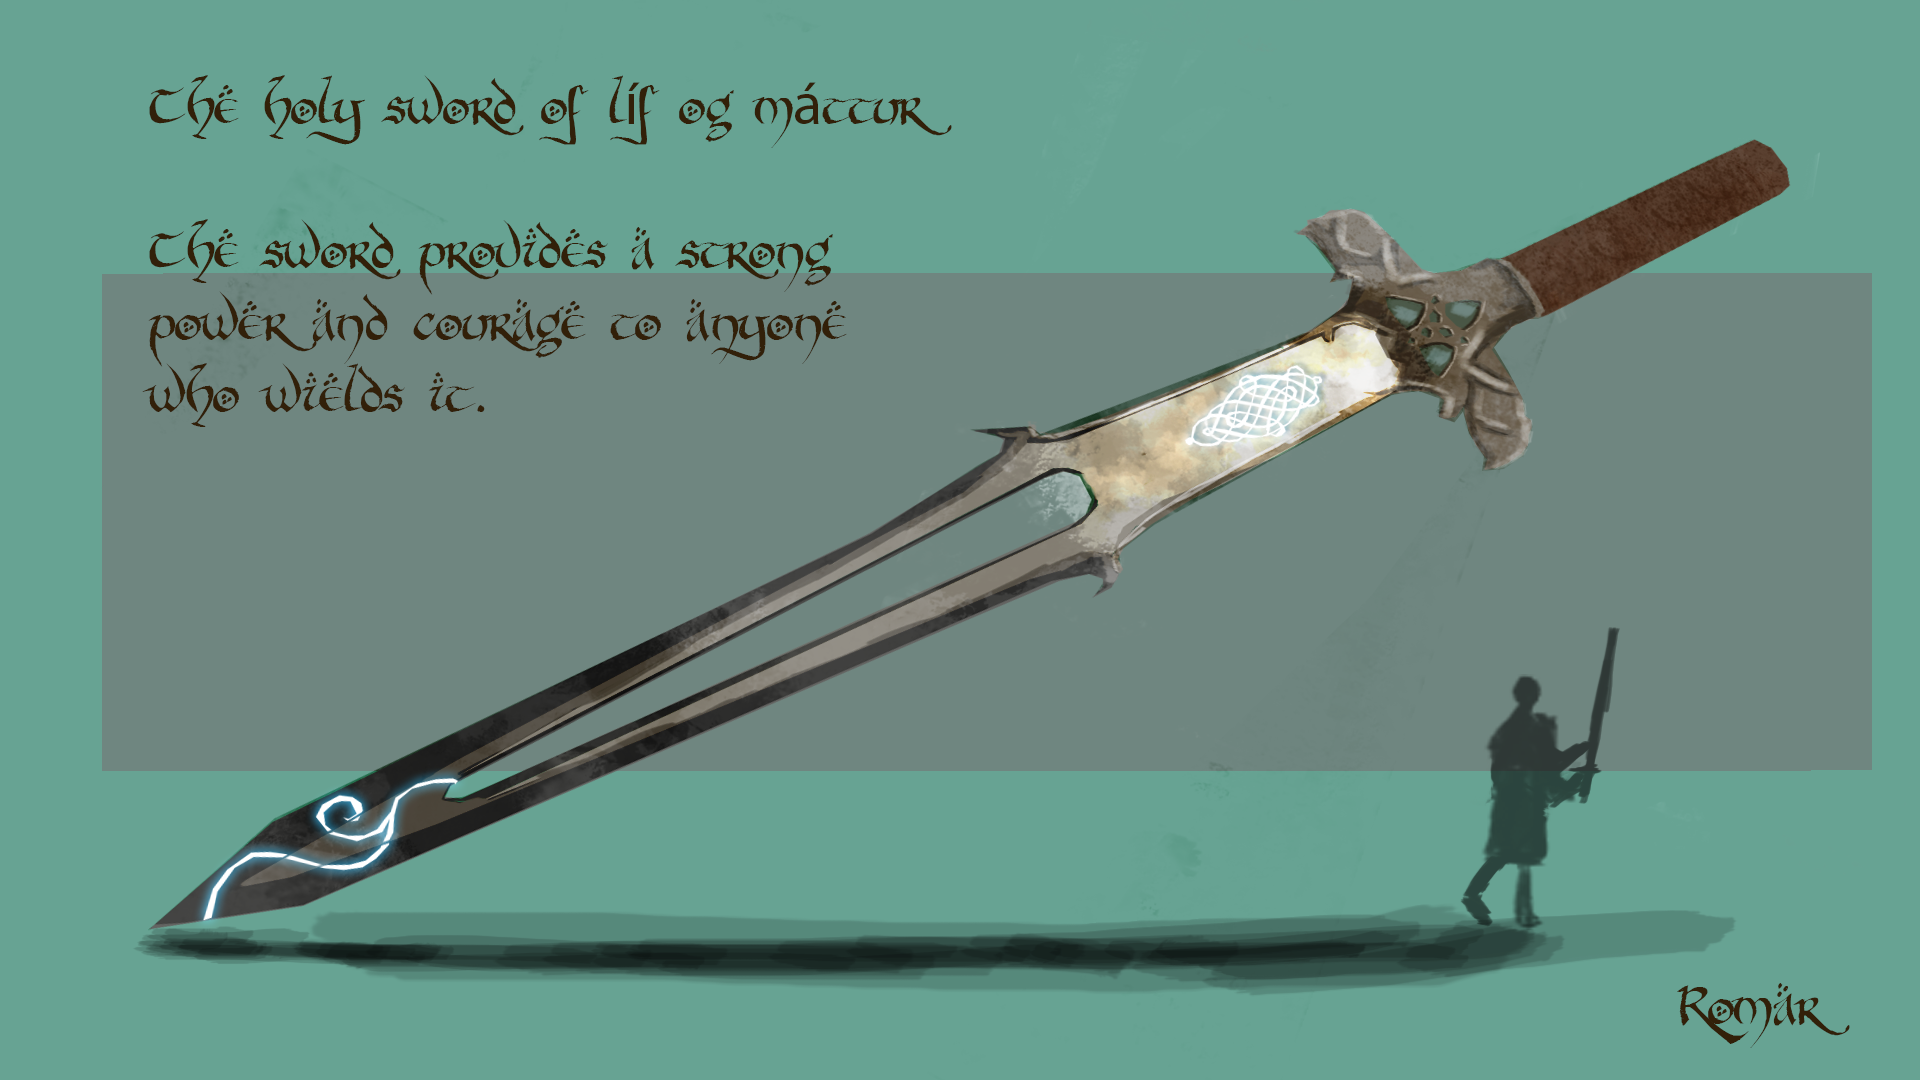 The holy sword of líf og máttur
The sword provides a strong
power and courage to anyone
who wields it.
Romar